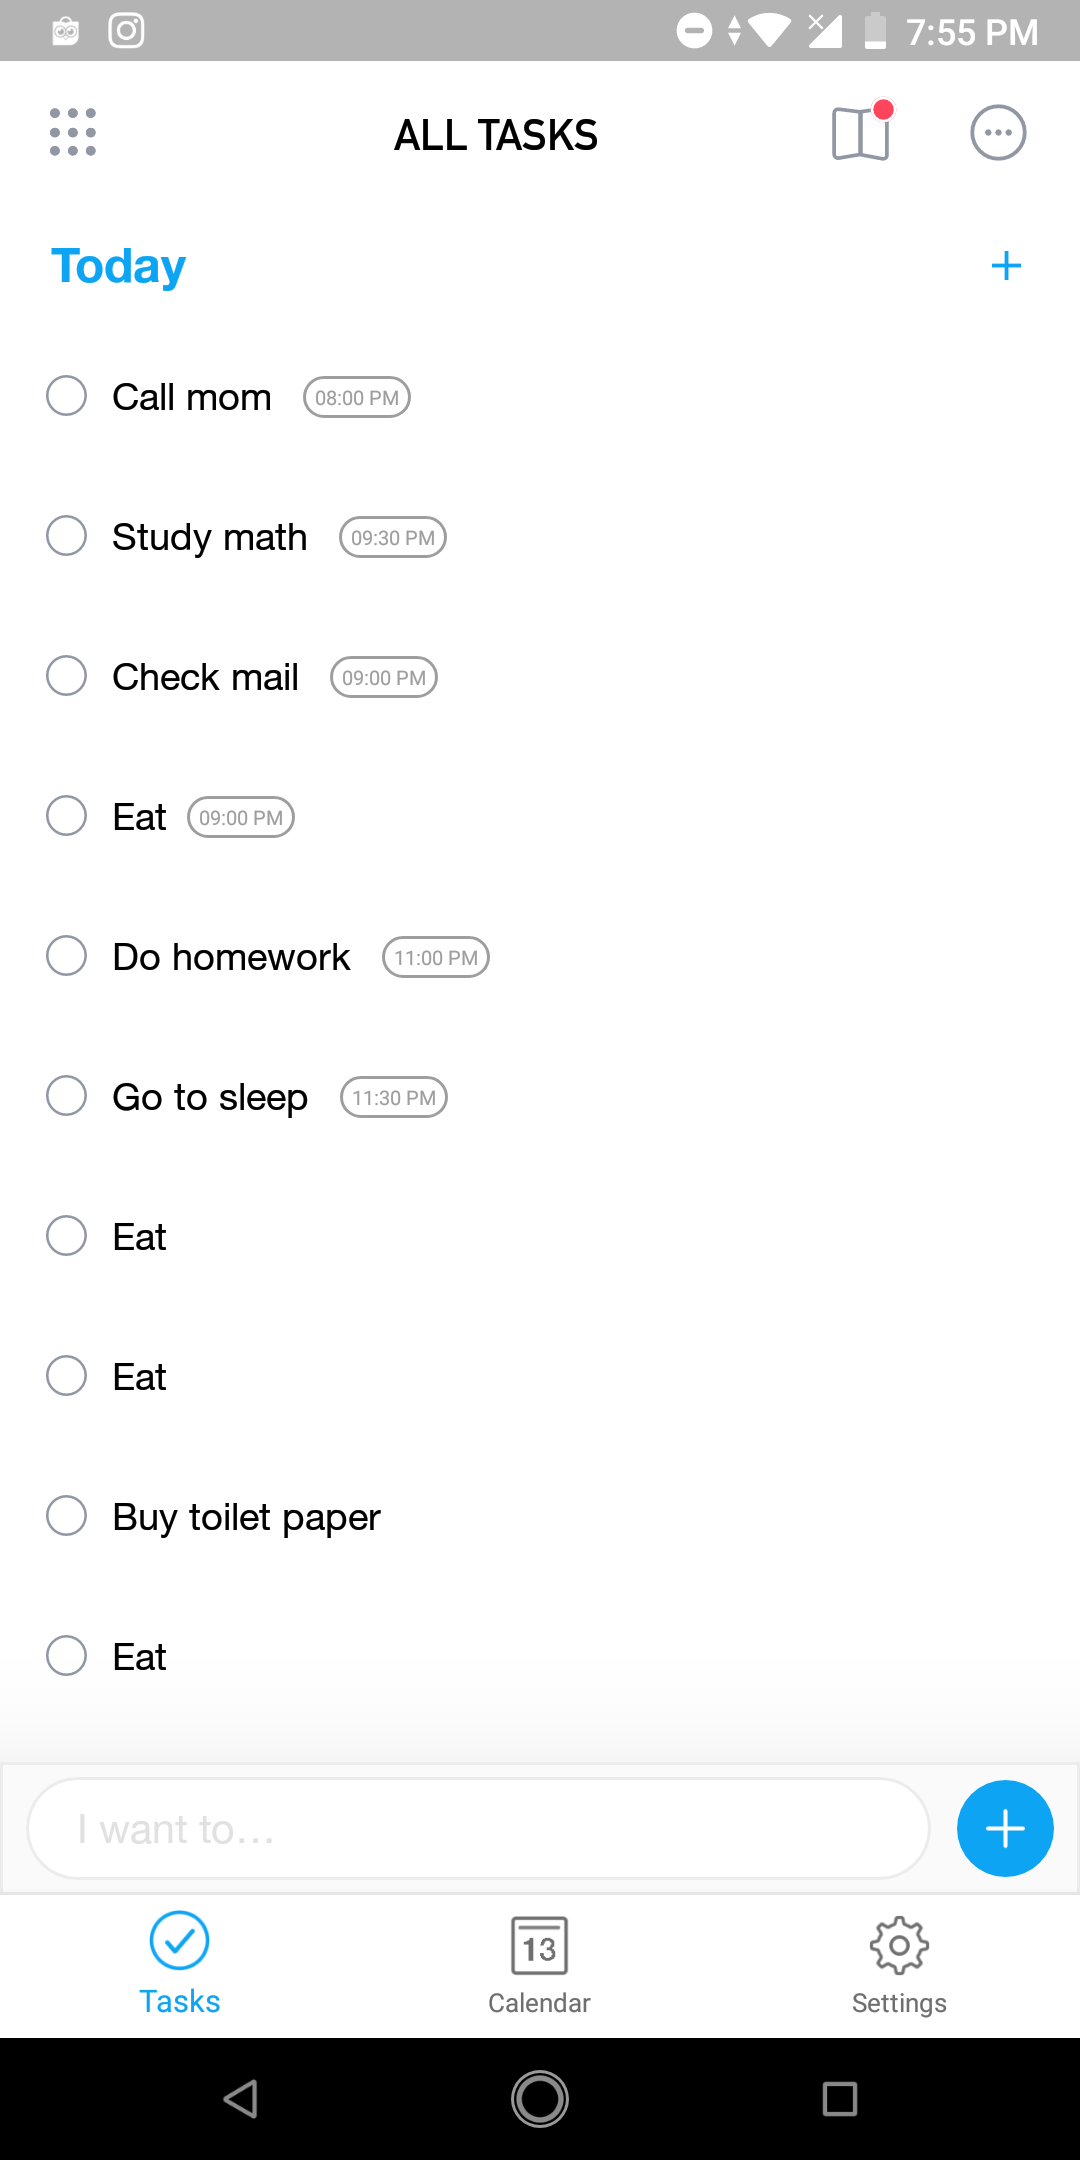 7:55 PM
ALL TASKS
Today
Call mom 08:00 PM
Study math 09:30 PM
Check mail 09:00 PM
Eat 09:00 PM
Do homework 11:00 PM
Go to sleep 11:30 PM
Eat
Eat
Buy toilet paper
Eat
I want to...
13
Tasks Calendar Settings